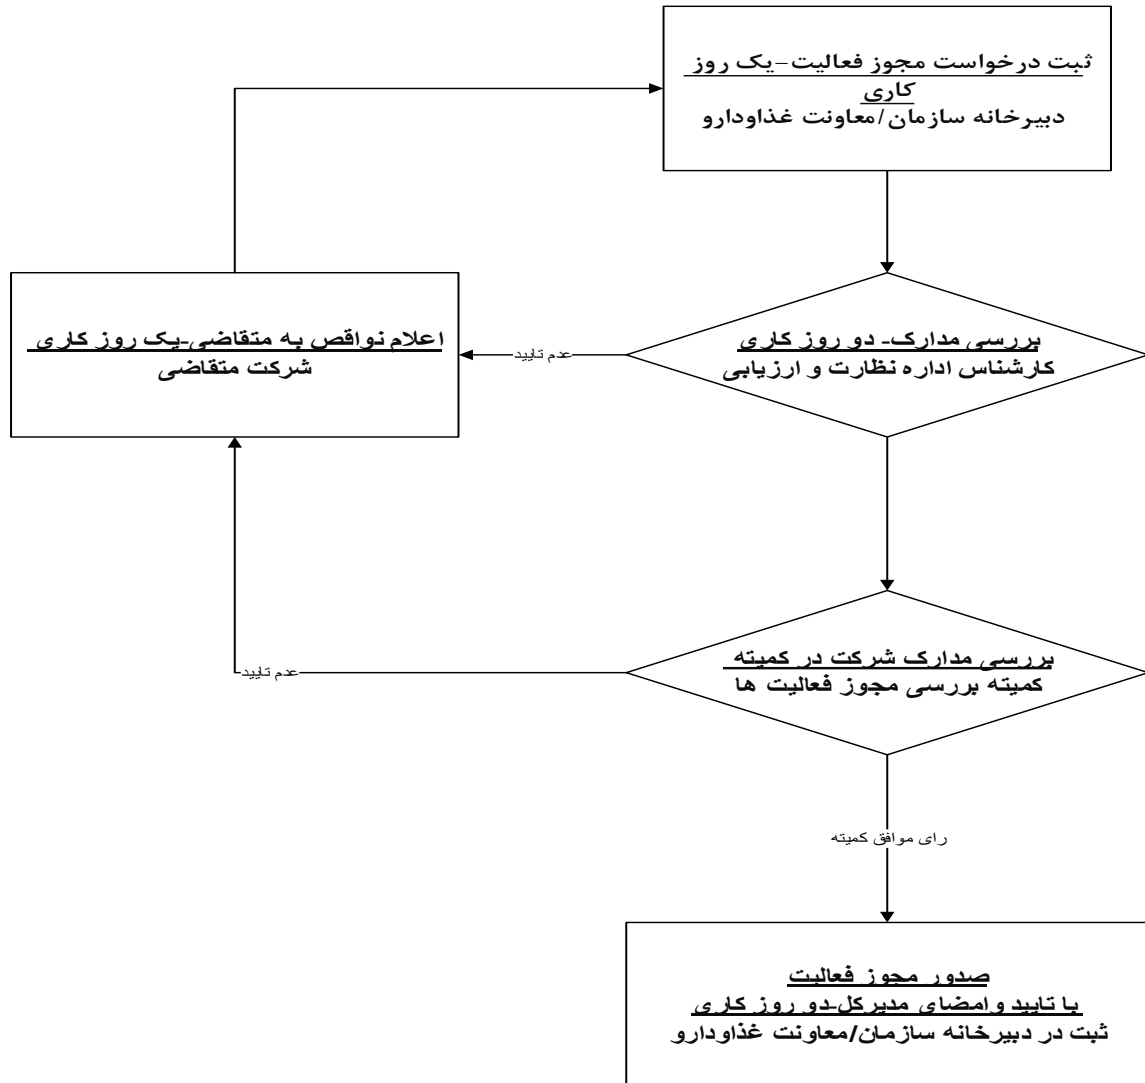 ثبت درخواست مجوز فعالیت-یک روز
کاری
دبیرخانه سازمان/معاونت غذاودارو
بررسی مدارک- دو روز کاری
کارشناس اداره نظارت و ارزیابی
عدم تایید
اعلام نواقص به متقاضی-یک روز کاری
شرکت متقاضی
بررسی مدارک شرکت در کمیته
کمیته بررسی مجوز فعالیت ها
عدم تایید
رای موافق کمیته
صدور مجوز فعالیت
با تایید و امضای مدیرکل-دو روز کاری
ثبت در دبیرخانه سازمان/معاونت غذاودارو